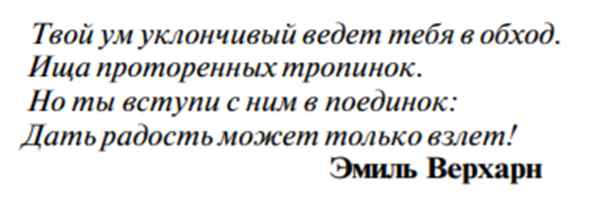 Твой ум уклончивый ведет тебя в обход.
Ища проторенных тропинок.
Но ты вступи с ним в поединок:
Дать радость может только взлет!
Эмиль Верхарн